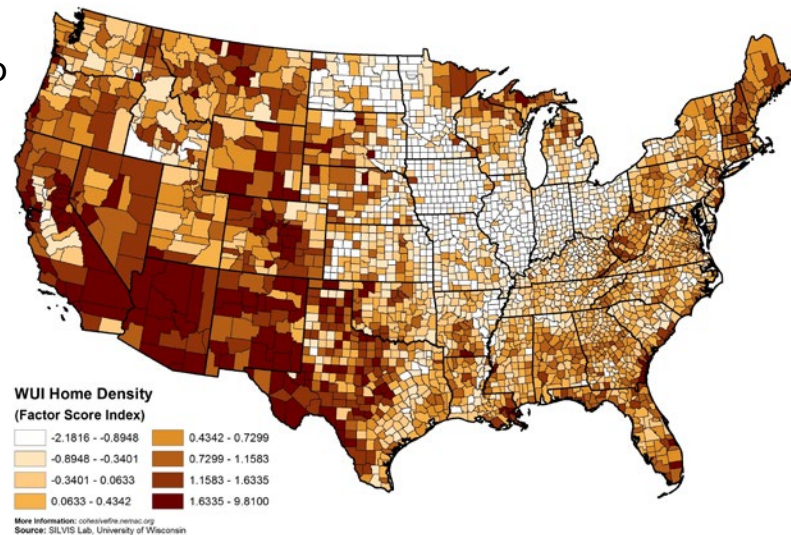 o
WUI Home Density
(Factor Score Index)
-2.1816 - -0.8948
-0.8948 - -0.3401
-0.3401 - 0.0633
0.0633 - 0.4342
0.4342 - 0.7299
0.7299 - 1.1583
1.1583 - 1.6335
1.6335 - 9.8100
More Information: cohesivefire.nemac.org
Source: SILVIS Lab, University of Wisconsin